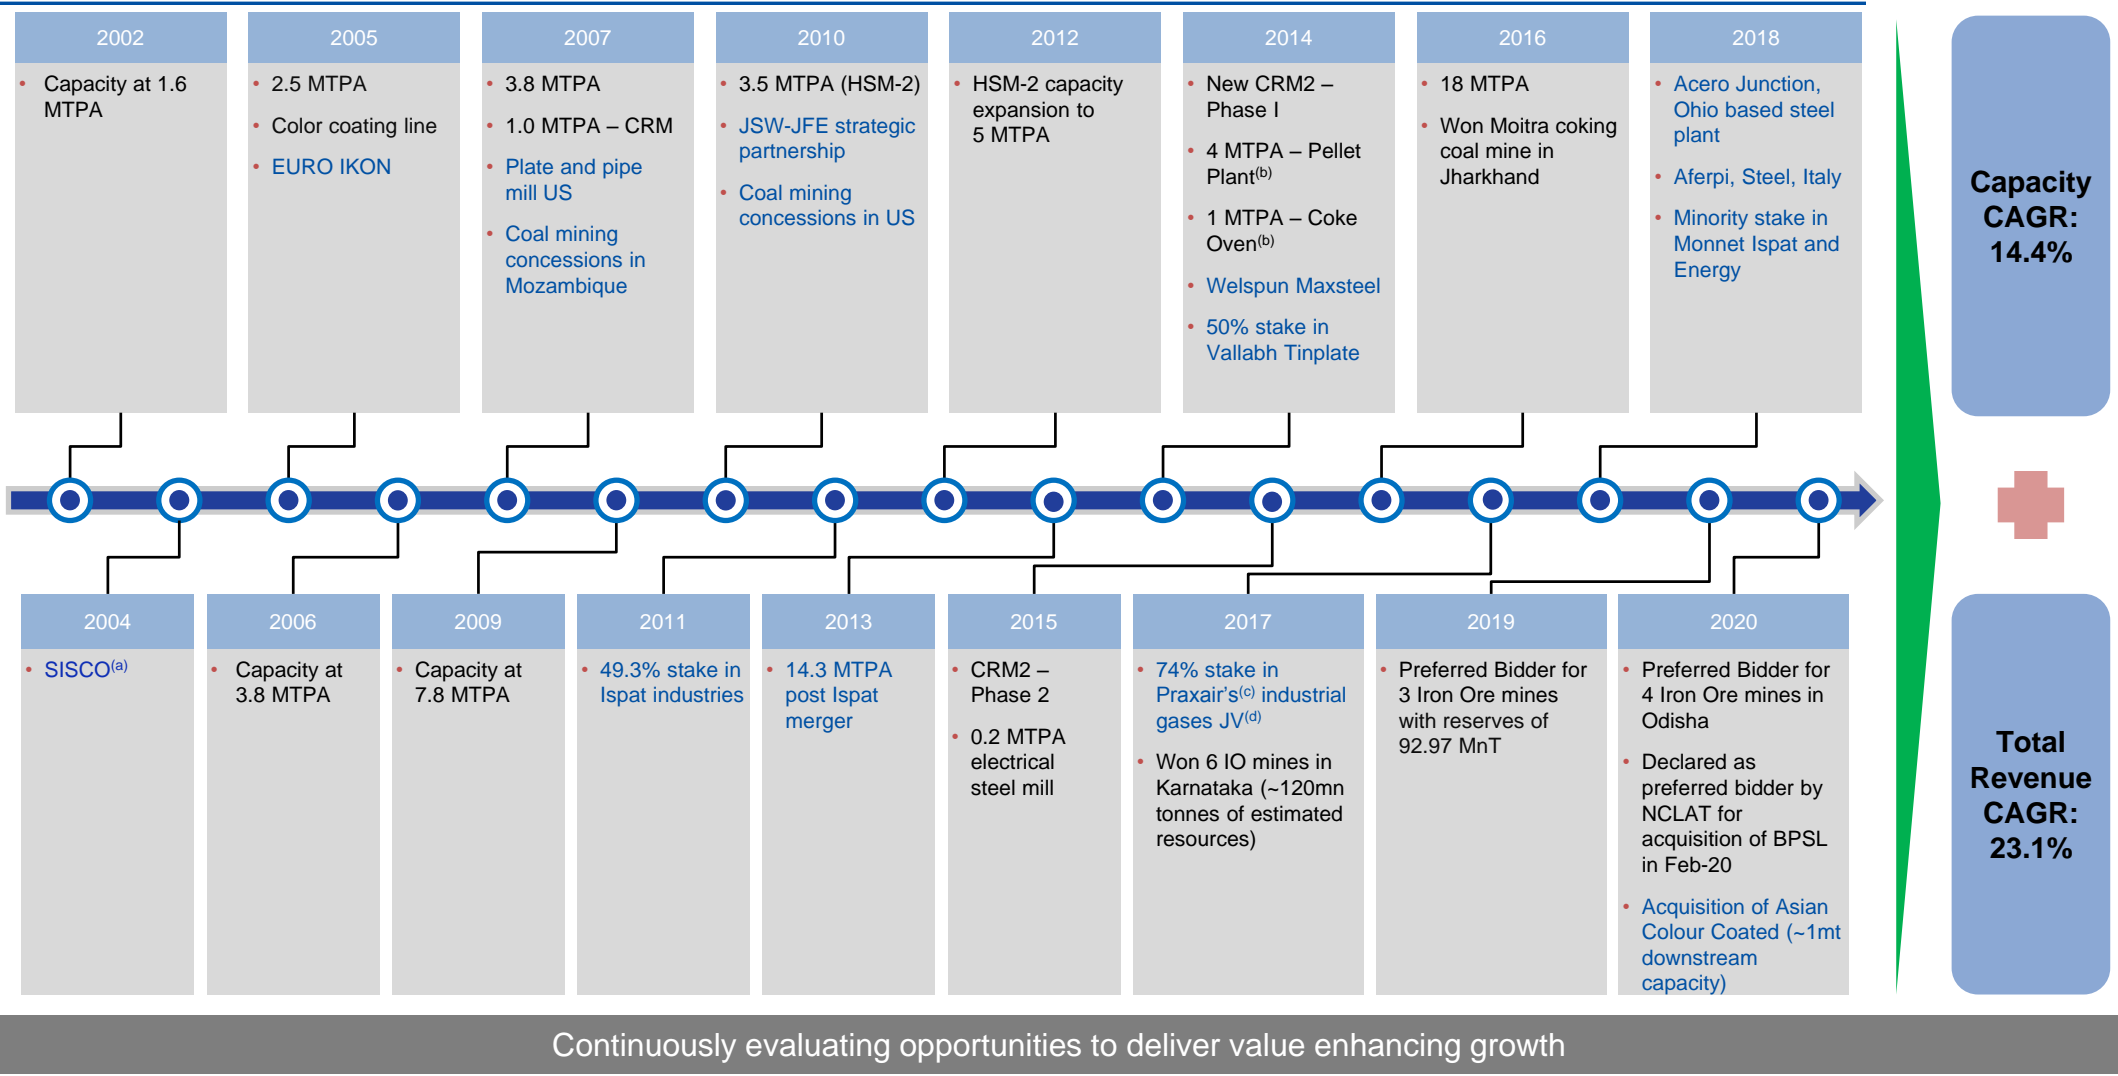 2002
• Capacity at 1.6
MTPA
2005
• 2.5 MTPA
• Color coating line
• EURO IKON
2007
• 3.8 MTPA
• 1.0 MTPA – CRM
• Plate and pipe
mill US
• Coal mining
concessions in
Mozambique
2010
• 3.5 MTPA (HSM-2)
• JSW-JFE strategic
partnership
• Coal mining
concessions in US
2012
• HSM-2 capacity
expansion to
5 MTPA
2014
• New CRM2 –
Phase I
• 4 MTPA – Pellet
Plant(b)
• 1 MTPA – Coke
Oven(b)
• Welspun Maxsteel
• 50% stake in
Vallabh Tinplate
2016
• 18 MTPA
• Won Moitra coking
coal mine in
Jharkhand
2018
• Acero Junction,
Ohio based steel
plant
• Aferpi, Steel, Italy
• Minority stake in
Monnet Ispat and
Energy
Capacity
CAGR:
14.4%
2004
• SISCO(a)
2006
• Capacity at
3.8 MTPA
2009
• Capacity at
7.8 MTPA
2011
• 49.3% stake in
Ispat industries
2013
• 14.3 MTPA
post Ispat
merger
2015
• CRM2 –
Phase 2
• 0.2 MTPA
electrical
steel mill
2017
• 74% stake in
Praxair's(c) industrial
gases JV(d)
• Won 6 IO mines in
Karnataka (~120mn
tonnes of estimated
resources)
2019
• Preferred Bidder for
3 Iron Ore mines
with reserves of
92.97 MnT
2020
• Preferred Bidder for
4 Iron Ore mines in
Odisha
• Declared as
preferred bidder by
NCLAT for
acquisition of BPSL
in Feb-20
• Acquisition of Asian
Colour Coated (~1mt
downstream
capacity)
Total
Revenue
CAGR:
23.1%
Continuously evaluating opportunities to deliver value enhancing growth